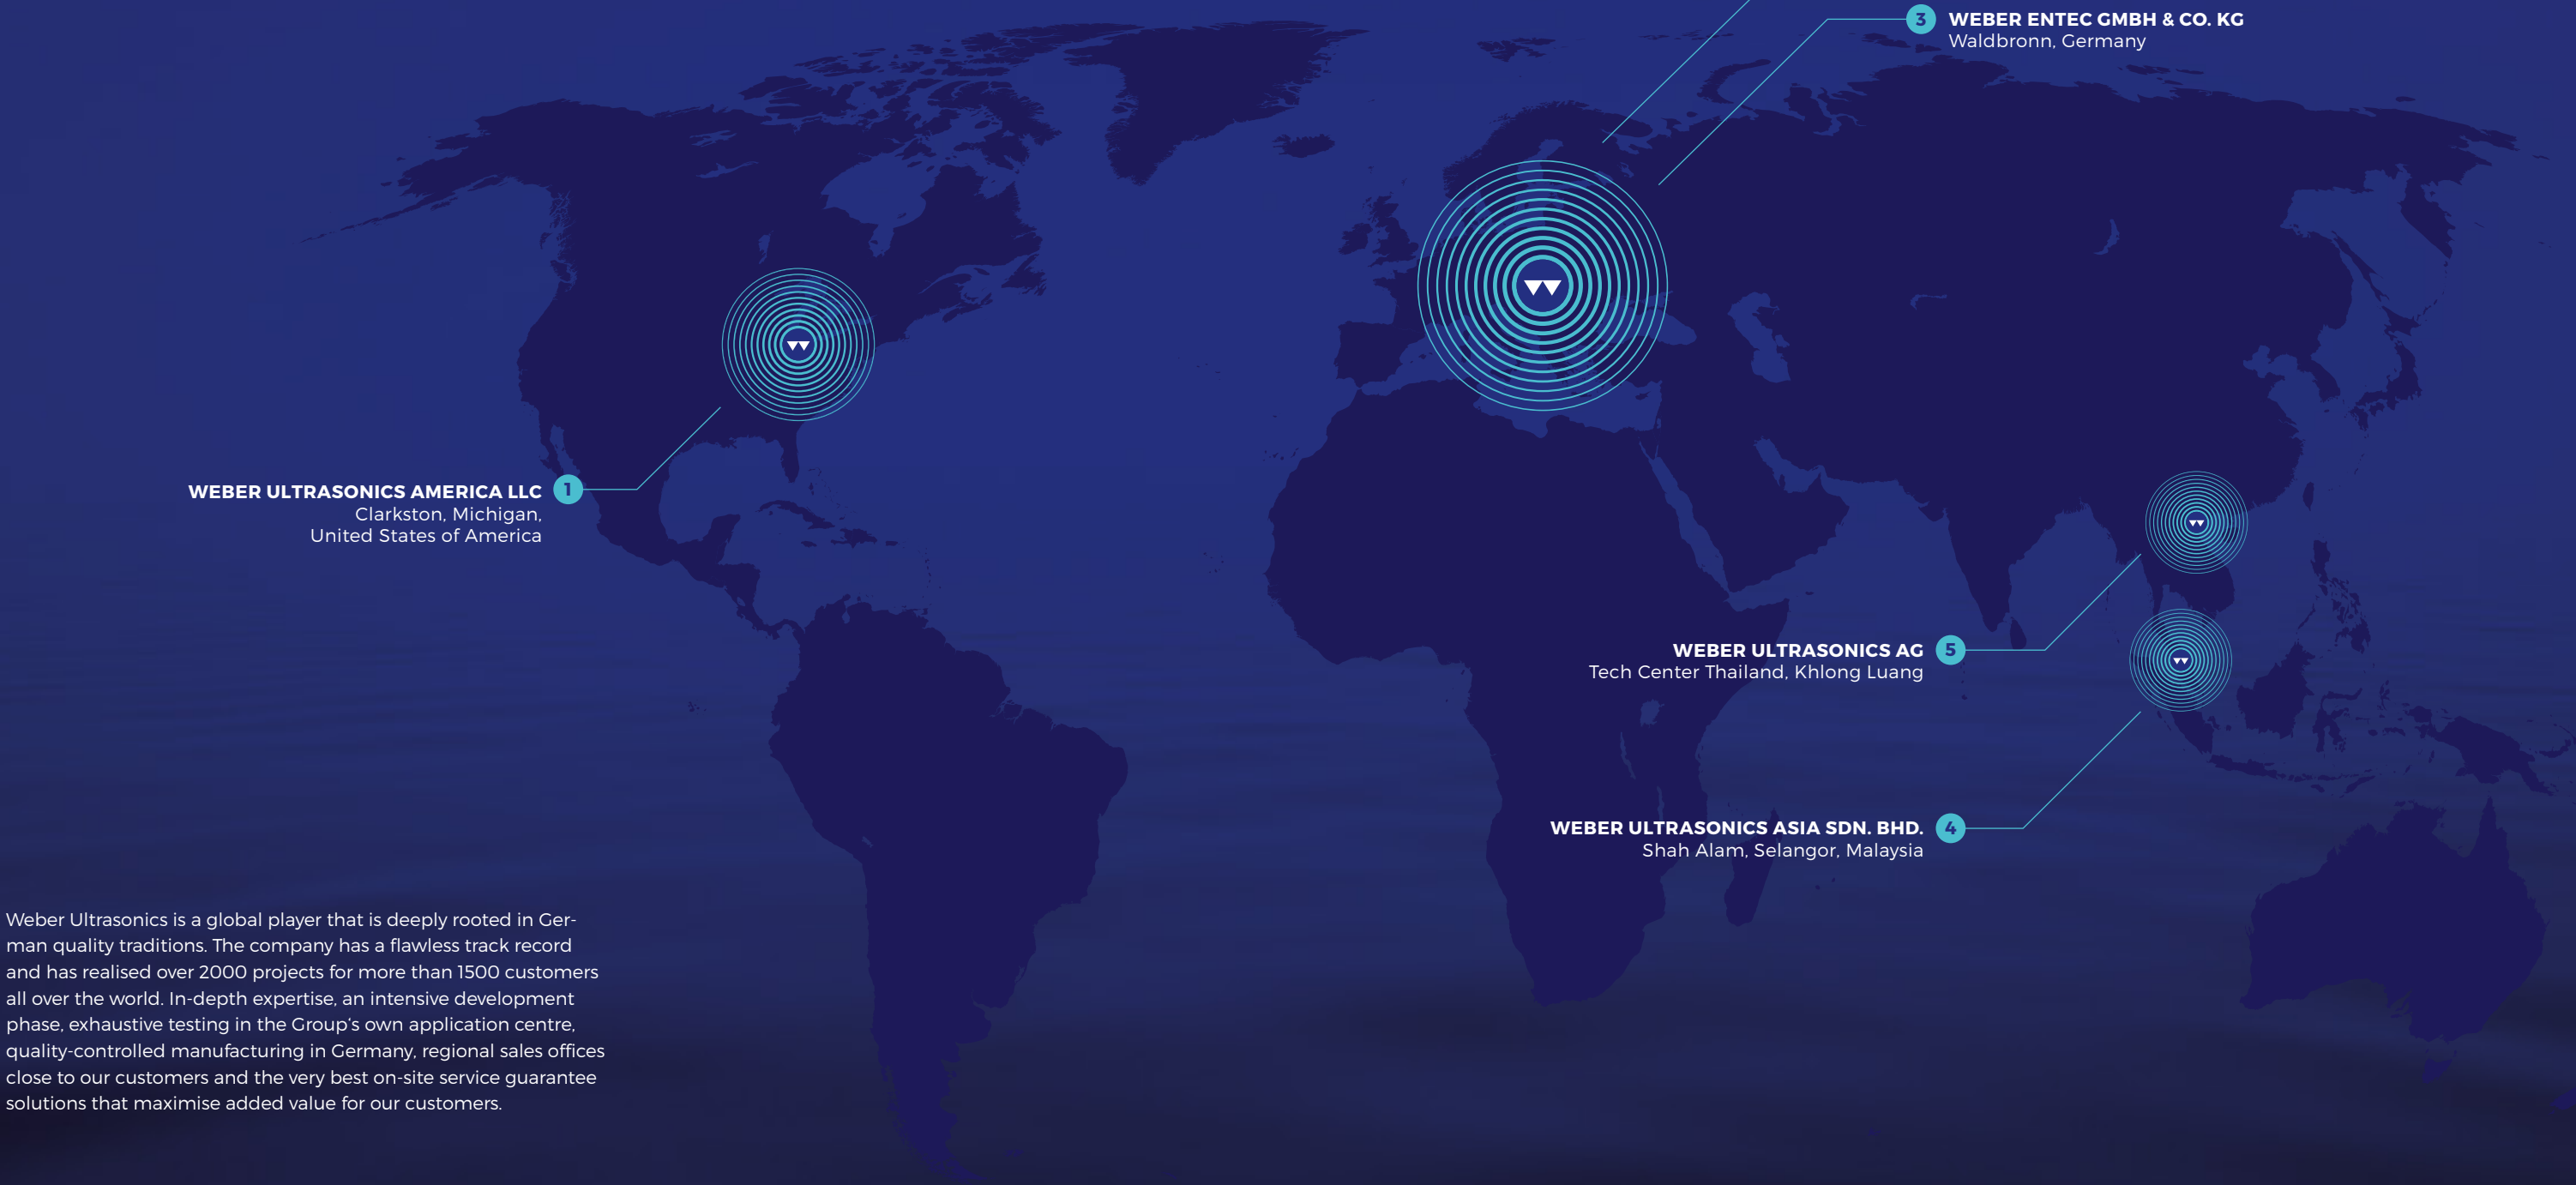 3
WEBER ENTEC GMBH & CO. KG
Waldbronn, Germany
WEBER ULTRASONICS AMERICA LLC
1
Clarkston, Michigan,
United States of America
WEBER ULTRASONICS AG
5
Tech Center Thailand, Khlong Luang
WEBER ULTRASONICS ASIA SDN. BHD.
4
Shah Alam, Selangor, Malaysia
Weber Ultrasonics is a global player that is deeply rooted in Ger-
man quality traditions. The company has a flawless track record
and has realised over 2000 projects for more than 1500 customers
all over the world. In-depth expertise, an intensive development
phase, exhaustive testing in the Group‘s own application centre,
quality-controlled manufacturing in Germany, regional sales offices
close to our customers and the very best on-site service guarantee
solutions that maximise added value for our customers.